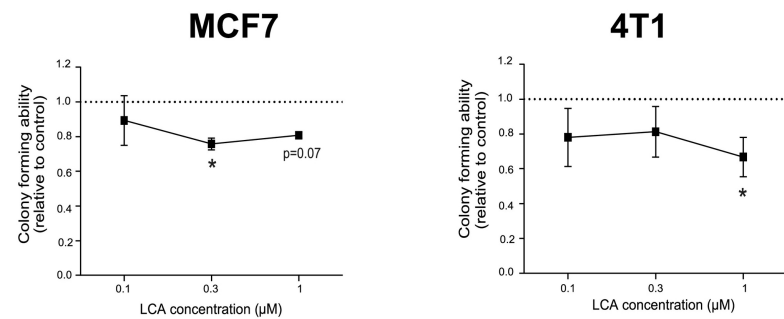 MCF7
Colony forming ability
(relative to control)
1.2
1.0
0.8
0.6
0.4
0.2
0.0
*
p=0.07
0.1
0.3
1
LCA concentration (μM)
4T1
Colony forming ability
(relative to control)
1.2
1.0
0.8
0.6
0.4
0.2
0.0
*
0.1
0.3
1
LCA concentration (μM)